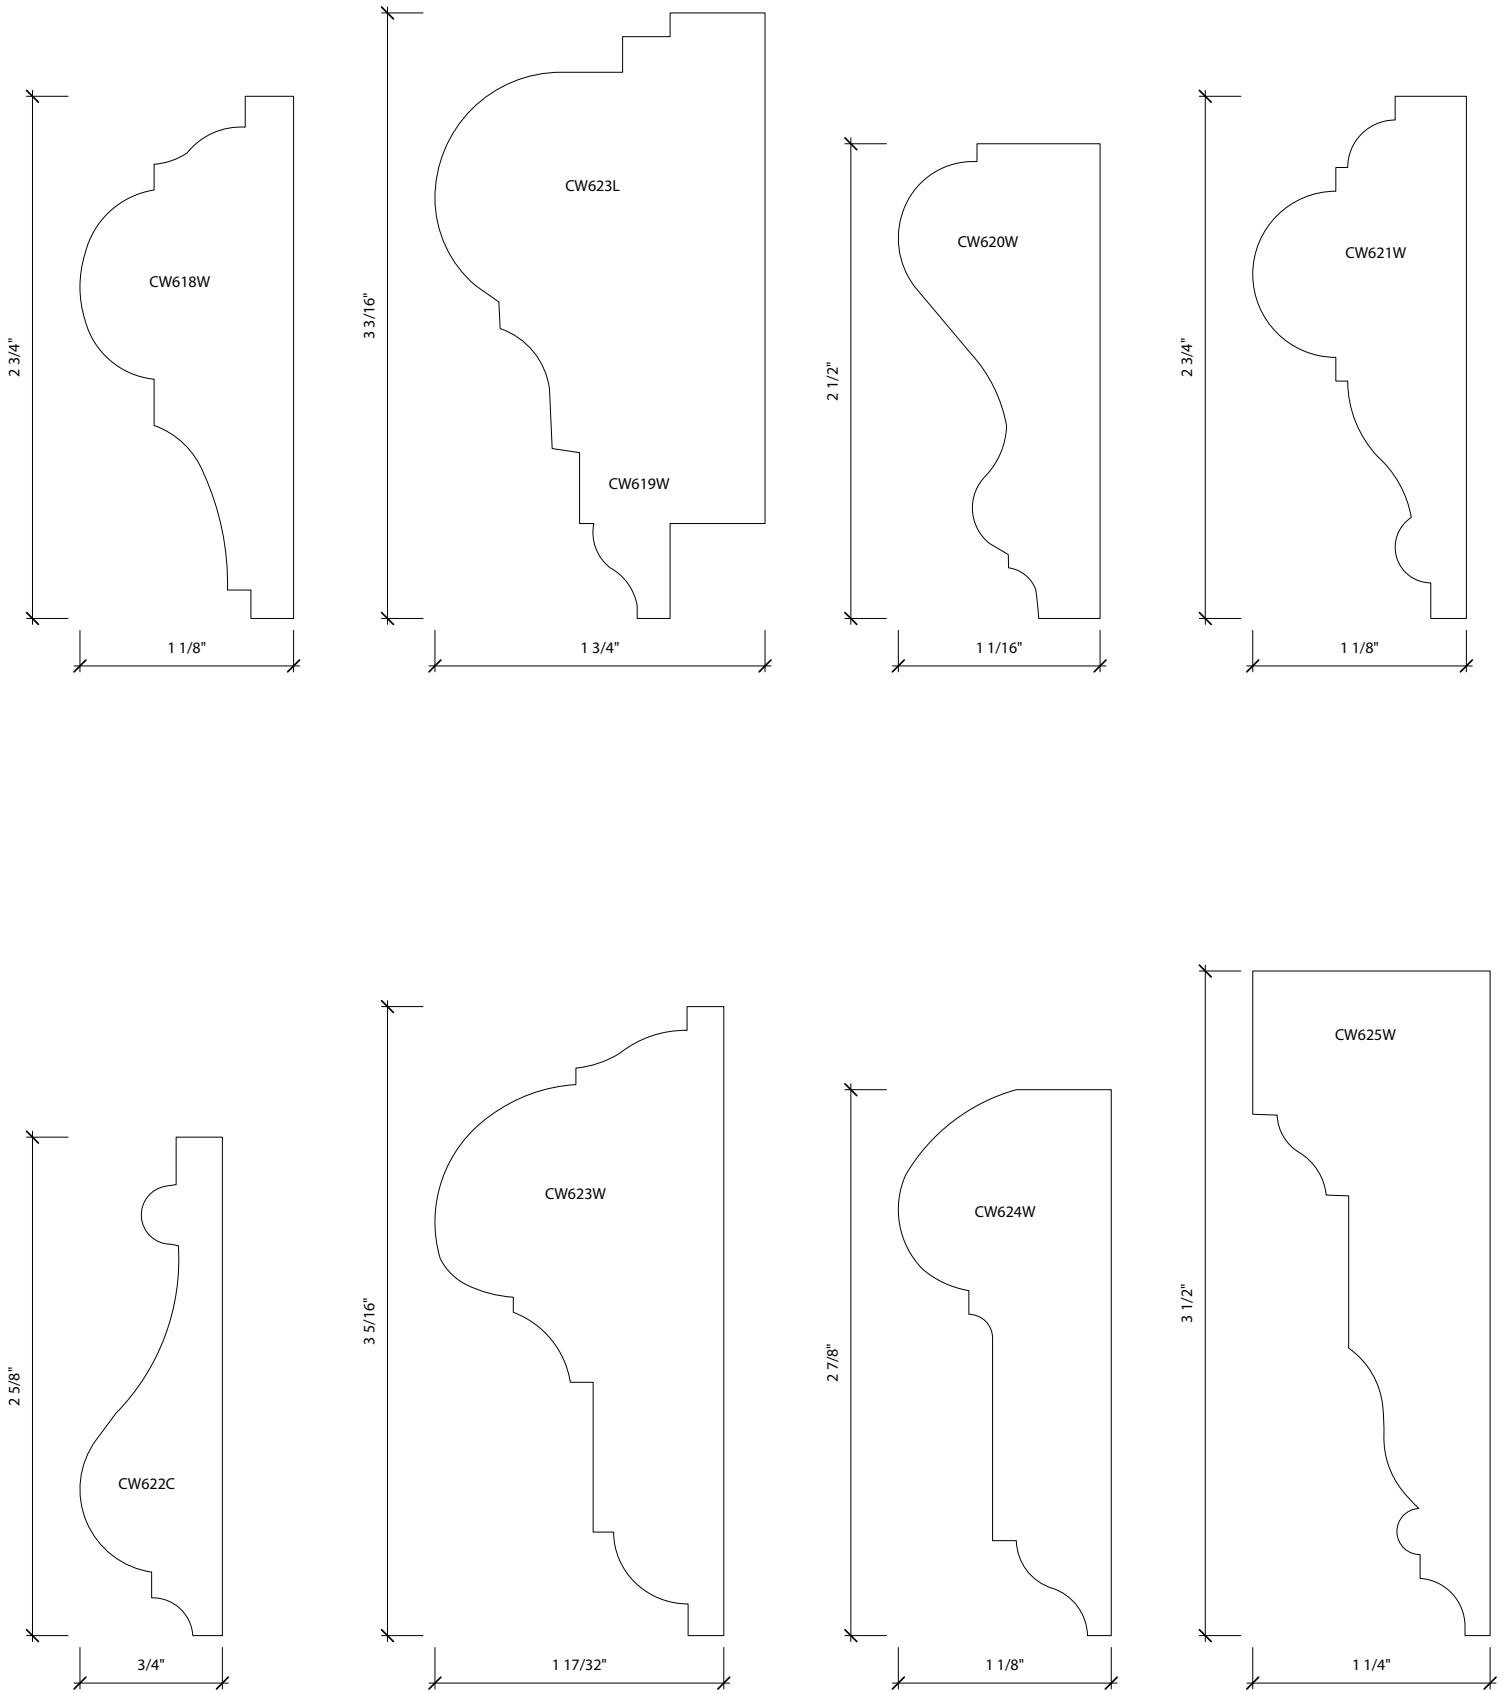 CW618W
2 3/4"
1 1/8"
CW623L
3 3/16"
CW619W
1 3/4"
CW620W
2 1/2"
1 1/16"
CW621W
2 3/4"
1 1/8"
CW622C
2 5/8"
3/4"
CW623W
3 5/16"
1 17/32"
CW624W
2 7/8"
1 1/8"
CW625W
3 1/2"
1 1/4"